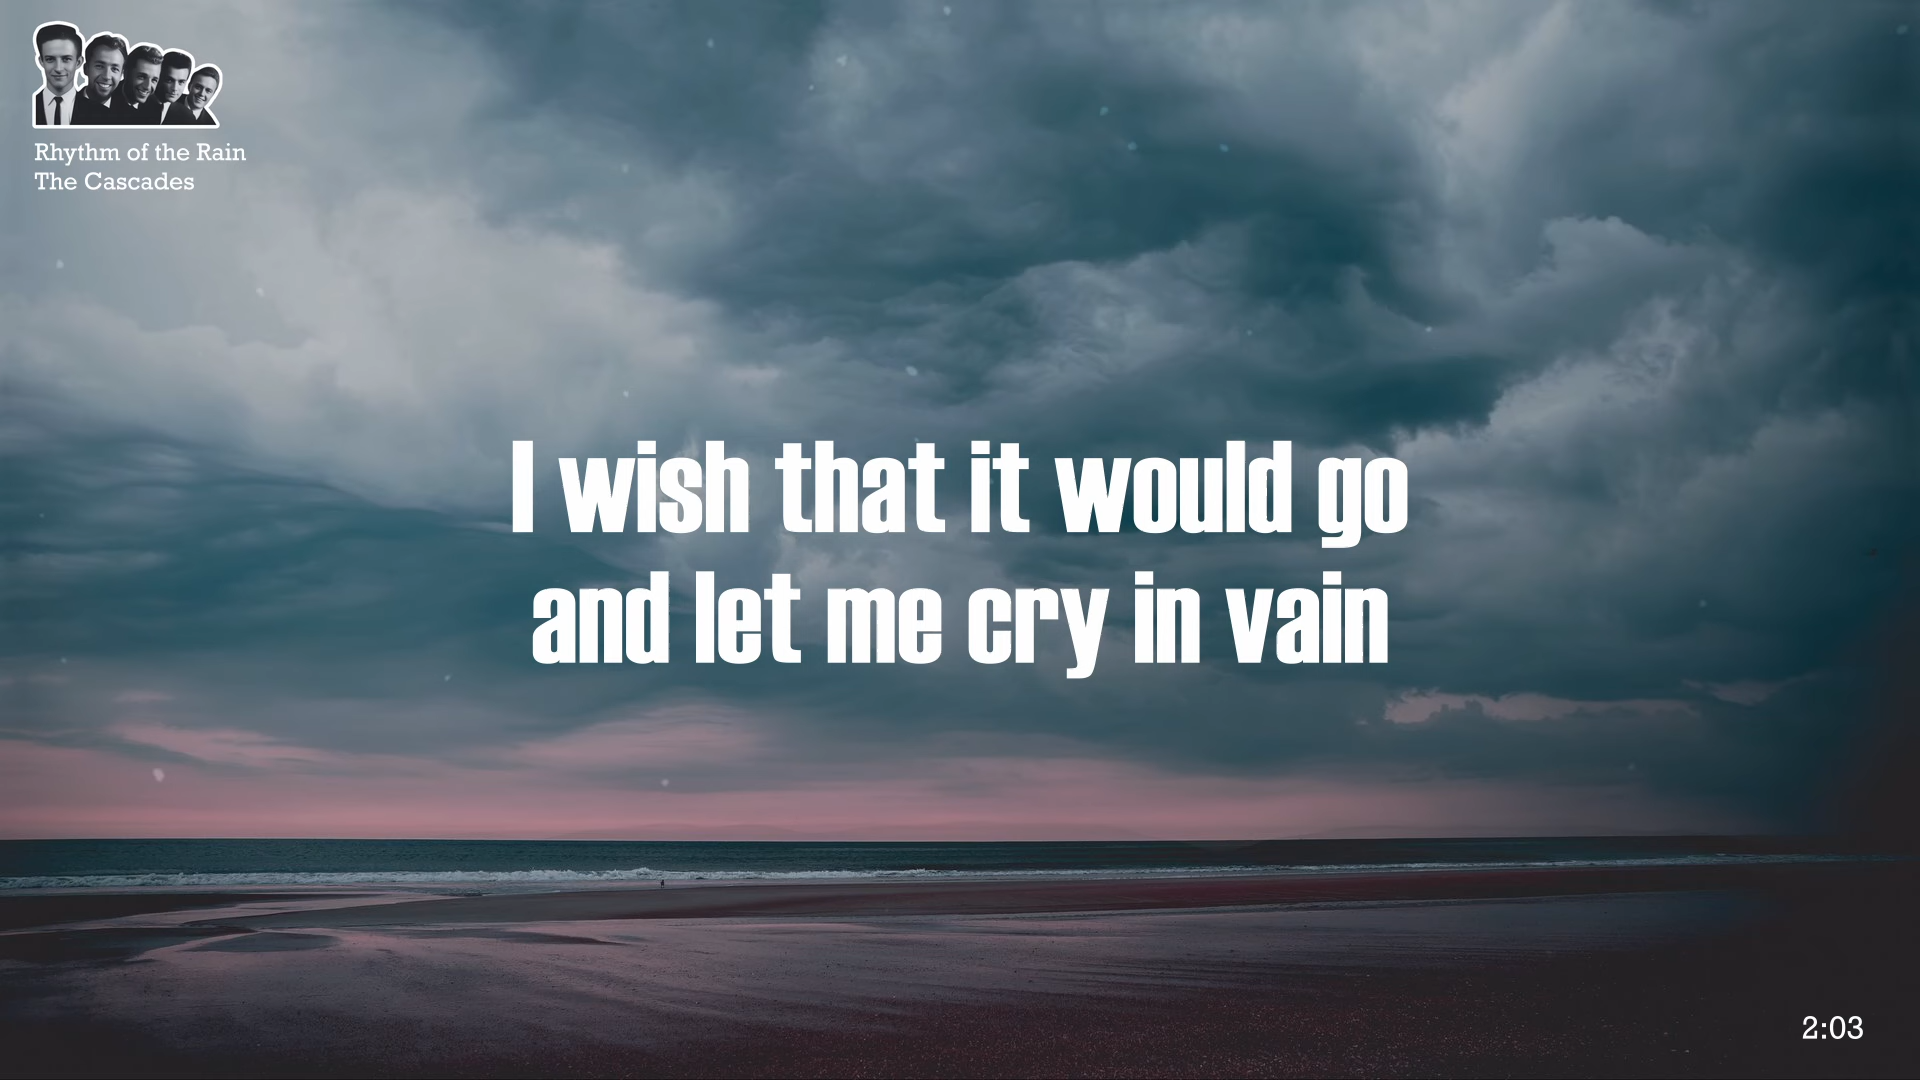 Rhythm of the Rain
The Cascades
I wish that it would go
and let me cry in vain
2:03